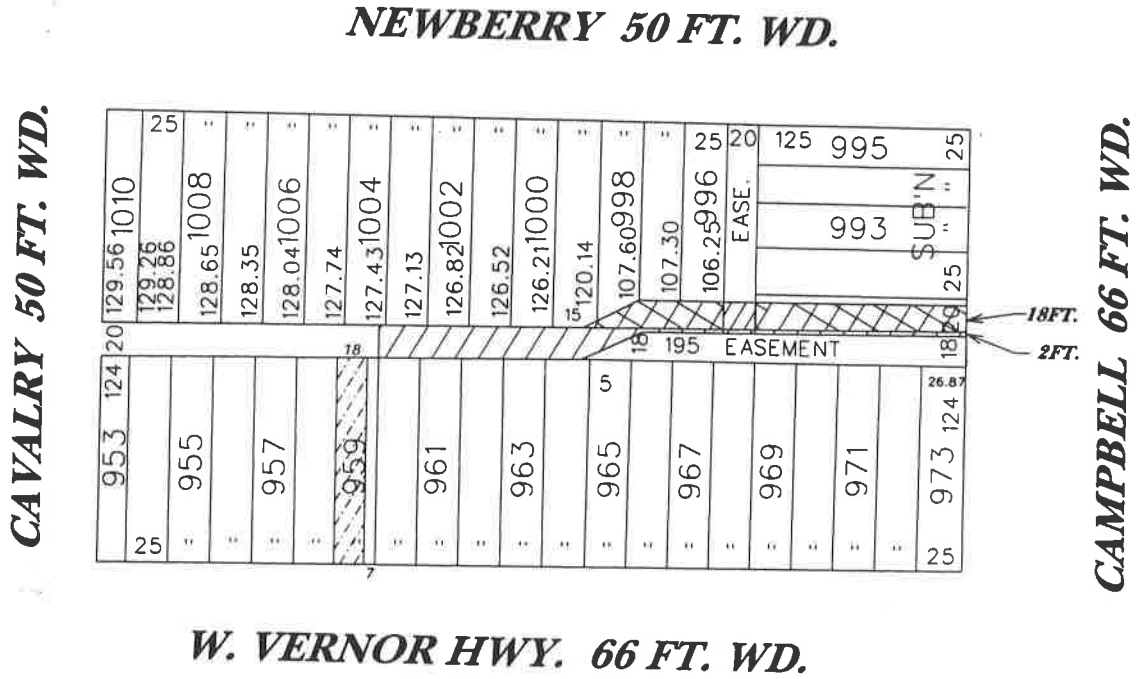 NEWBERRY 50 FT. WD.
CAVALRY 50 FT. WD.
CAMPBELL 66 FT. WD.
25 " " " " " " " " " " " " 25 20 125 995 25
129.56 1010
129.26
128.86
128.65 1008
128.35
128.04 1006
127.74
127.43 1004
127.13
126.82 1002
126.52
126.21 1000
15 120.14
107.60 998
107.30
106.25 996
EASE.
"
993 "
SUB'N
25
20 18FT.
2FT.
20 18 18 195 EASEMENT 18
124 5 26.87
124
953 955 957 959 961 963 965 967 969 971 973
25 " " " " " " " " " " " " " " " " " " 25
7
W. VERNOR HWY. 66 FT. WD.